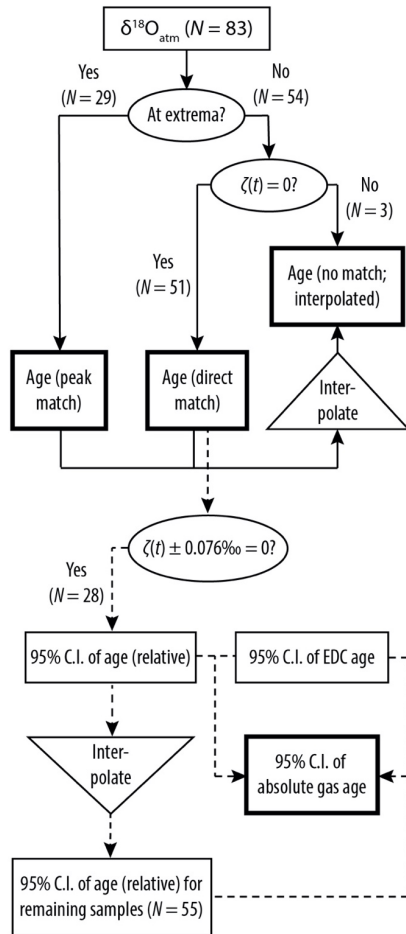 δ¹⁸Oₐₜₘ (N = 83)
Yes
(N = 29)
No
(N = 54)
At extrema?
ζ(t) = 0?
No
(N = 3)
Yes
(N = 51)
Age (no match;
interpolated)
Age (peak
match)
Age (direct
match)
Inter-
polate
ζ(t) ± 0.076‰ = 0?
Yes
(N = 28)
95% C.I. of age (relative)
95% C.I. of EDC age
Inter-
polate
95% C.I. of
absolute gas age
95% C.I. of age (relative) for
remaining samples (N = 55)